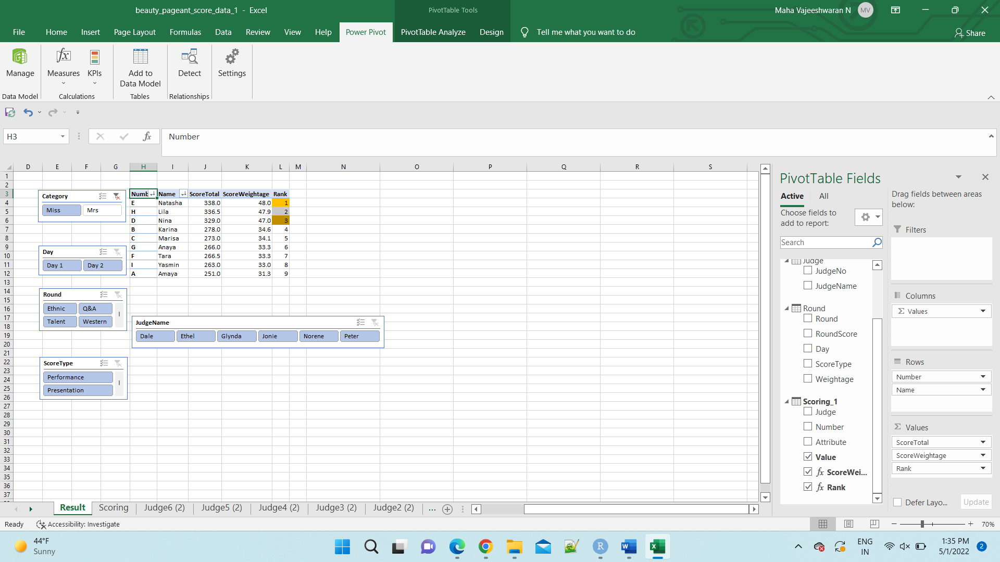 beauty_pageant_score_data_1 - Excel
PivotTable Tools
Maha Vajeeshwaran N
MV
File Home Insert Page Layout Formulas Data Review View Help Power Pivot PivotTable Analyze Design Tell me what you want to do Share
Manage Measures KPIs Add to Data Model Detect Settings
Data Model Calculations Tables Relationships
H3
fx
Number
D E F G H I J K L M N O P Q R S
1
2
3
4
5
6
7
8
9
10
11
12
13
14
15
16
17
18
19
20
21
22
23
24
25
26
27
28
29
30
31
32
33
34
35
36
37
Numb Name ScoreTotal ScoreWeightage Rank
E Natasha 338.0 48.0 1
H Lila 336.5 47.9 2
D Nina 329.0 47.0 3
B Karina 278.0 34.6 4
C Marisa 273.0 34.1 5
G Anaya 266.0 33.3 6
F Tara 266.5 33.3 7
I Yasmin 263.0 33.0 8
A Amaya 251.0 31.3 9
Category
Miss Mrs
Day
Day 1 Day 2
Round
Ethnic Q&A
Talent Western
JudgeName
Dale Ethel Glynda Jonie Norene Peter
ScoreType
Performance
Presentation
PivotTable Fields
Active All
Choose fields to
add to report:
Search
Judge
JudgeNo
JudgeName
Round
Round
RoundScore
Day
ScoreType
Weightage
Scoring_1
Judge
Number
Attribute
Value
fx ScoreWei...
fx Rank
Drag fields between areas
below:
Filters
Columns
Σ Values
Rows
Number
Name
Σ Values
ScoreTotal
ScoreWeightage
Rank
Defer Layo... Update
Result Scoring Judge6 (2) Judge5 (2) Judge4 (2) Judge3 (2) Judge2 (2) ...
Ready Accessibility: Investigate 70%
44°F
Sunny
R
ENG
IN
1:35 PM
5/1/2022
2